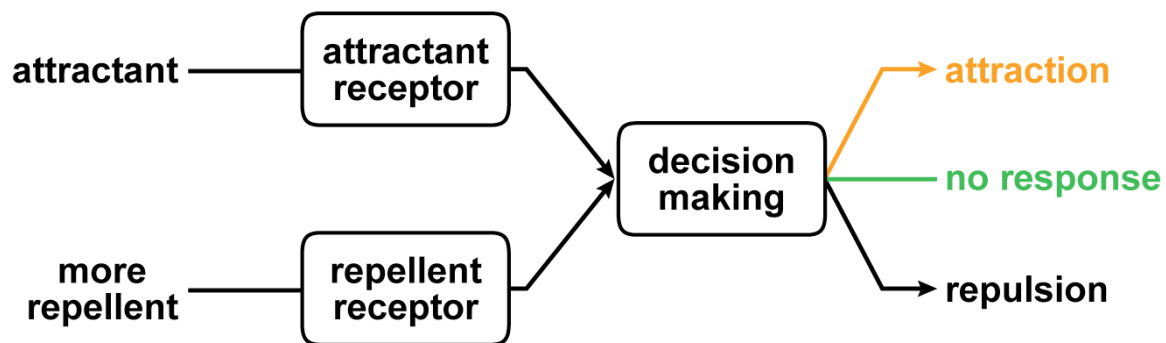 attractant
attractant
receptor
decision
making
attraction
no response
repulsion
more
repellent
repellent
receptor